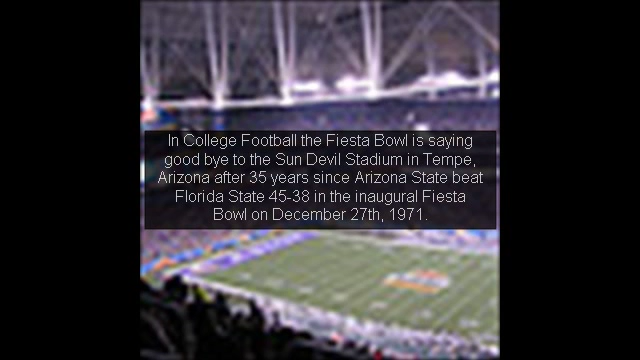 In College Football the Fiesta Bowl is saying
good bye to the Sun Devil Stadium in Tempe,
Arizona after 35 years since Arizona State beat
Florida State 45-38 in the inaugural Fiesta
Bowl on December 27th, 1971.